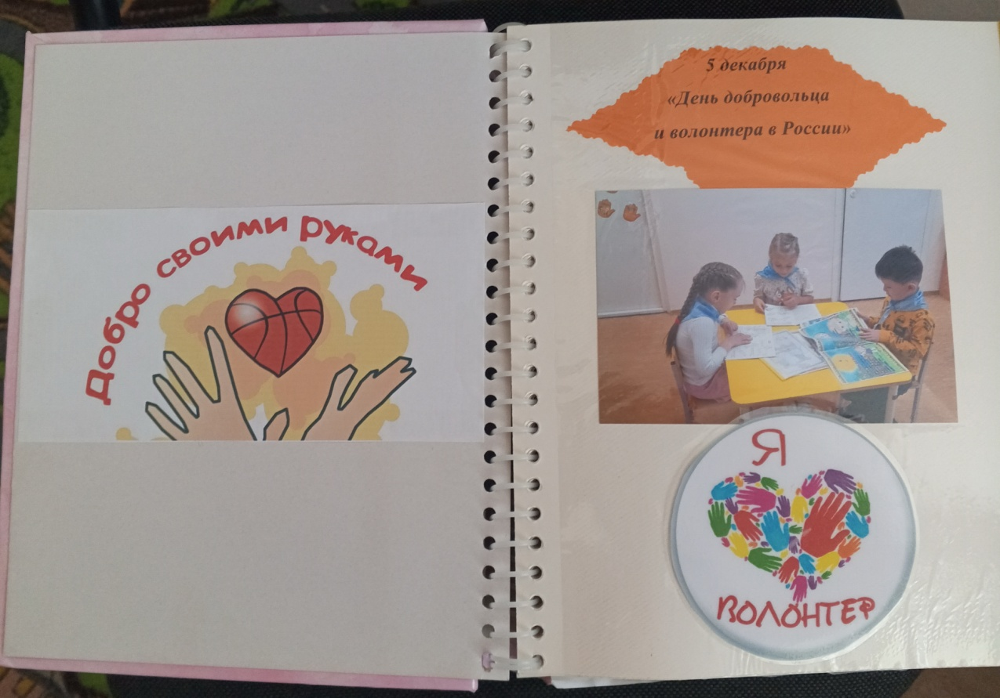 Добро своими руками
5 декабря
«День добровольца
и волонтера в России»
Я
ВОЛОНТЕР